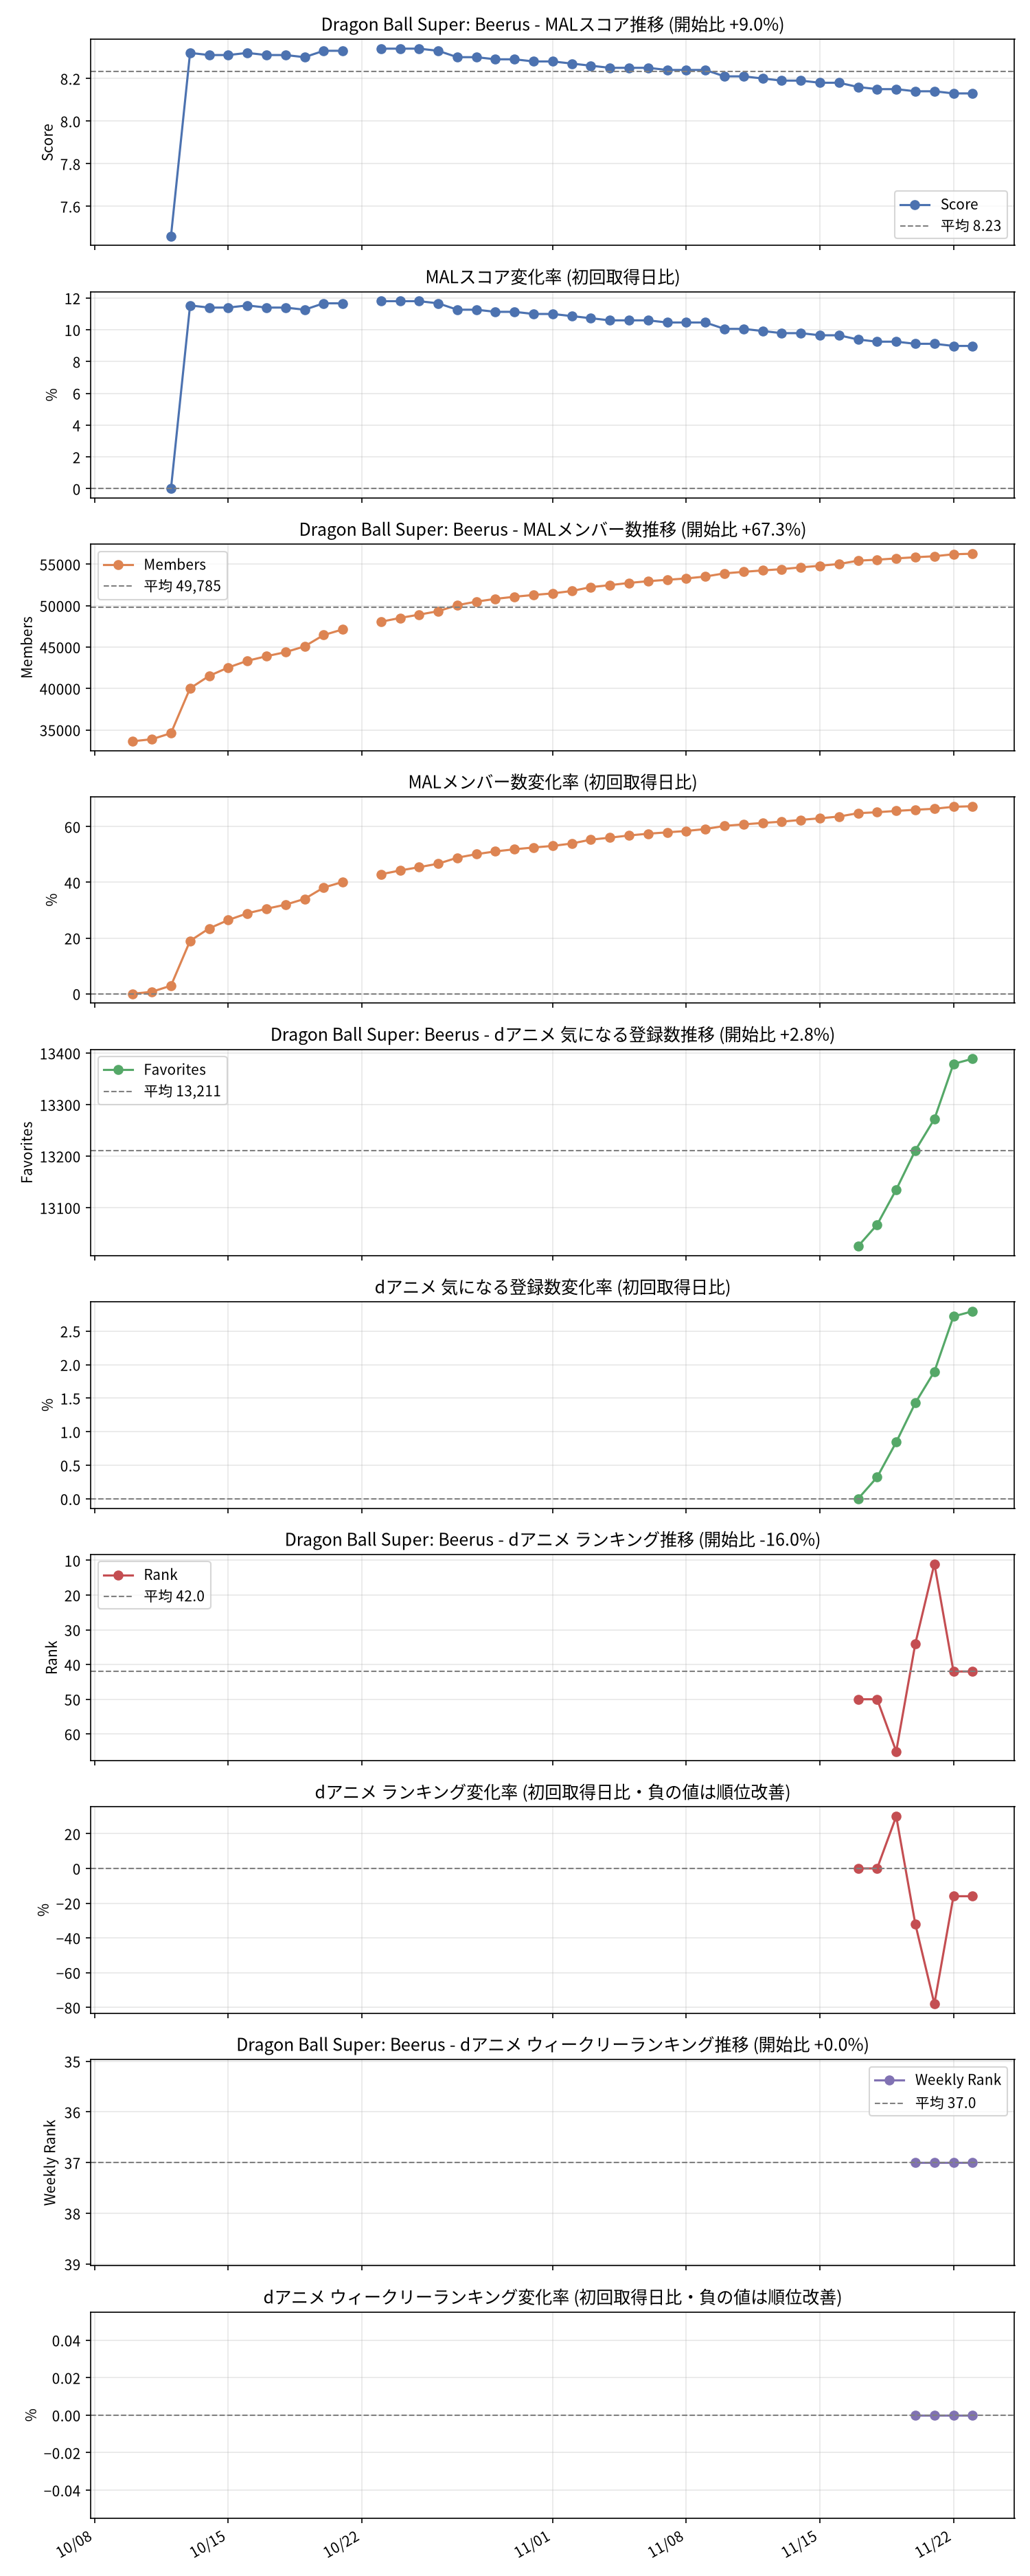 Dragon Ball Super: Beerus - MALスコア推移 (開始比 +9.0%)
8.2
8.0
7.8
7.6
Score
Score
平均 8.23
MALスコア変化率 (初回取得日比)
12
10
8
6
4
2
0
%
Dragon Ball Super: Beerus - MALメンバー数推移 (開始比 +67.3%)
55000
50000
45000
40000
35000
Members
Members
平均 49,785
MALメンバー数変化率 (初回取得日比)
60
40
20
0
%
Dragon Ball Super: Beerus - dアニメ 気になる登録数推移 (開始比 +2.8%)
13400
13300
13200
13100
Favorites
Favorites
平均 13,211
dアニメ 気になる登録数変化率 (初回取得日比)
2.5
2.0
1.5
1.0
0.5
0.0
%
Dragon Ball Super: Beerus - dアニメ ランキング推移 (開始比 -16.0%)
10
20
30
40
50
60
Rank
Rank
平均 42.0
dアニメ ランキング変化率 (初回取得日比・負の値は順位改善)
20
0
−20
−40
−60
−80
%
Dragon Ball Super: Beerus - dアニメ ウィークリーランキング推移 (開始比 +0.0%)
35
36
37
38
39
Weekly Rank
Weekly Rank
平均 37.0
dアニメ ウィークリーランキング変化率 (初回取得日比・負の値は順位改善)
0.04
0.02
0.00
−0.02
−0.04
%
10/08
10/15
10/22
11/01
11/08
11/15
11/22